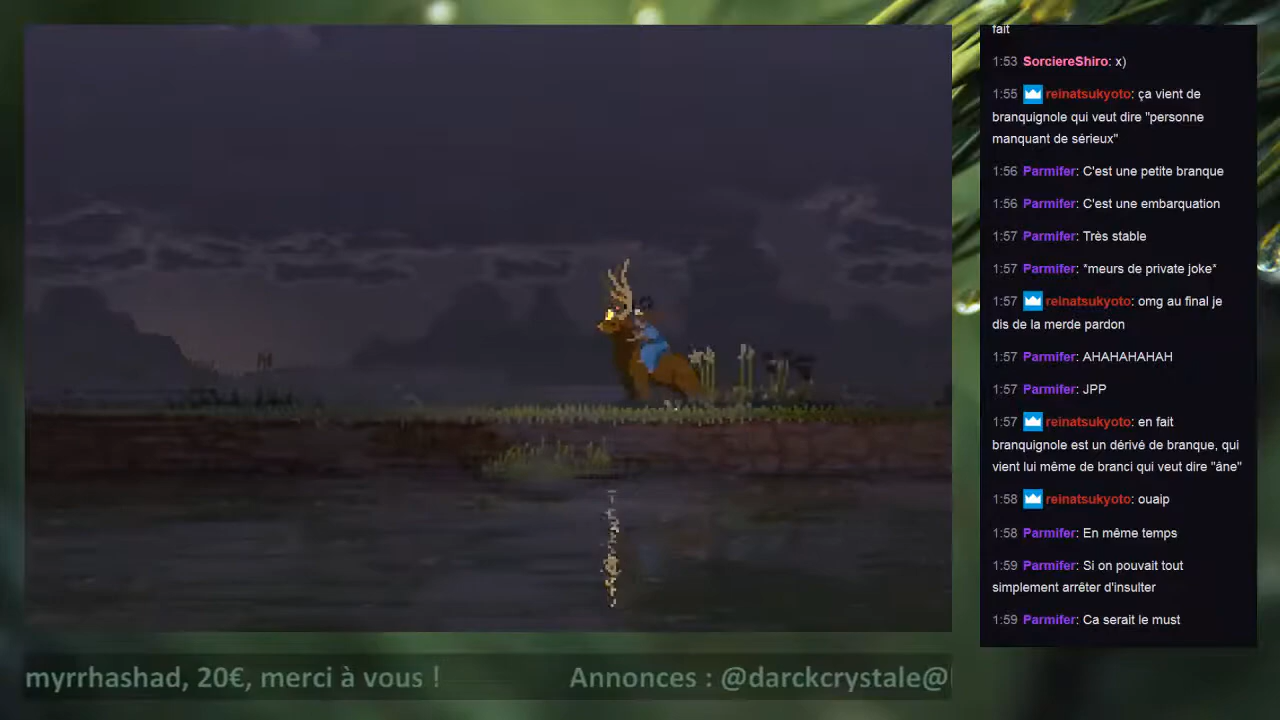 fait
1:53 SorciereShiro: x)
1:55 reinatsukyoto: ça vient de
branquignole qui veut dire "personne
manquant de sérieux"
1:56 Parmifer: C'est une petite branque
1:56 Parmifer: C'est une embarquation
1:57 Parmifer: Très stable
1:57 Parmifer: *meurs de private joke*
1:57 reinatsukyoto: omg au final je
dis de la merde pardon
1:57 Parmifer: AHAHAHAHAH
1:57 Parmifer: JPP
1:57 reinatsukyoto: en fait
branquignole est un dérivé de branque, qui
vient lui même de branci qui veut dire "âne"
1:58 reinatsukyoto: ouaip
1:58 Parmifer: En même temps
1:59 Parmifer: Si on pouvait tout
simplement arrêter d'insulter
1:59 Parmifer: Ca serait le must
myrrhashad, 20€, merci à vous !
Annonces : @darckcrystale@